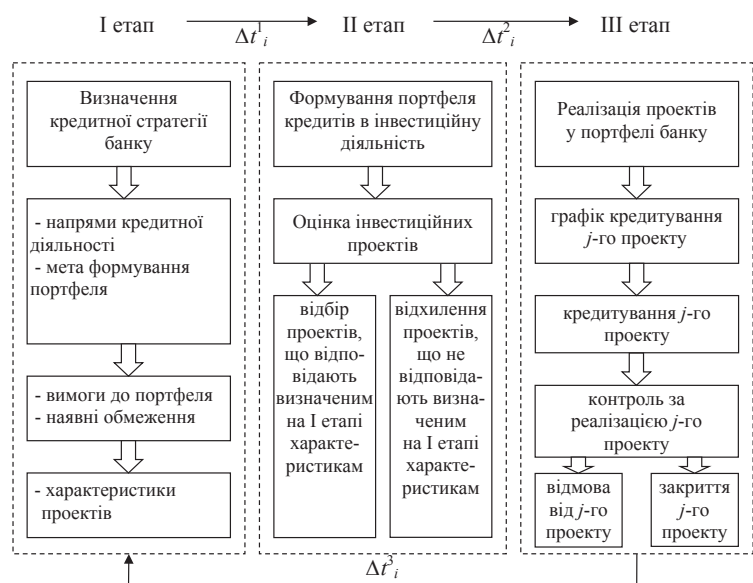 I етап
Δt¹ᵢ
II етап
Δt²ᵢ
III етап
Визначення
кредитної стратегії
банку
- напрями кредитної
діяльності
- мета формування
портфеля
- вимоги до портфеля
- наявні обмеження
- характеристики
проектів
Формування портфеля
кредитів в інвестиційну
діяльність
Оцінка інвестиційних
проектів
відбір
проектів,
що відпо-
відають
визначеним
на I етапі
характе-
ристикам
відхилення
проектів,
що не
відповіда-
ють визна-
ченим
на I етапі
характе-
ристикам
Реалізація проектів
у портфелі банку
графік кредитування
j-го проекту
кредитування j-го
проекту
контроль за
реалізацією j-го
проекту
відмова
від j-го
проекту
закриття
j-го
проекту
Δt³ᵢ